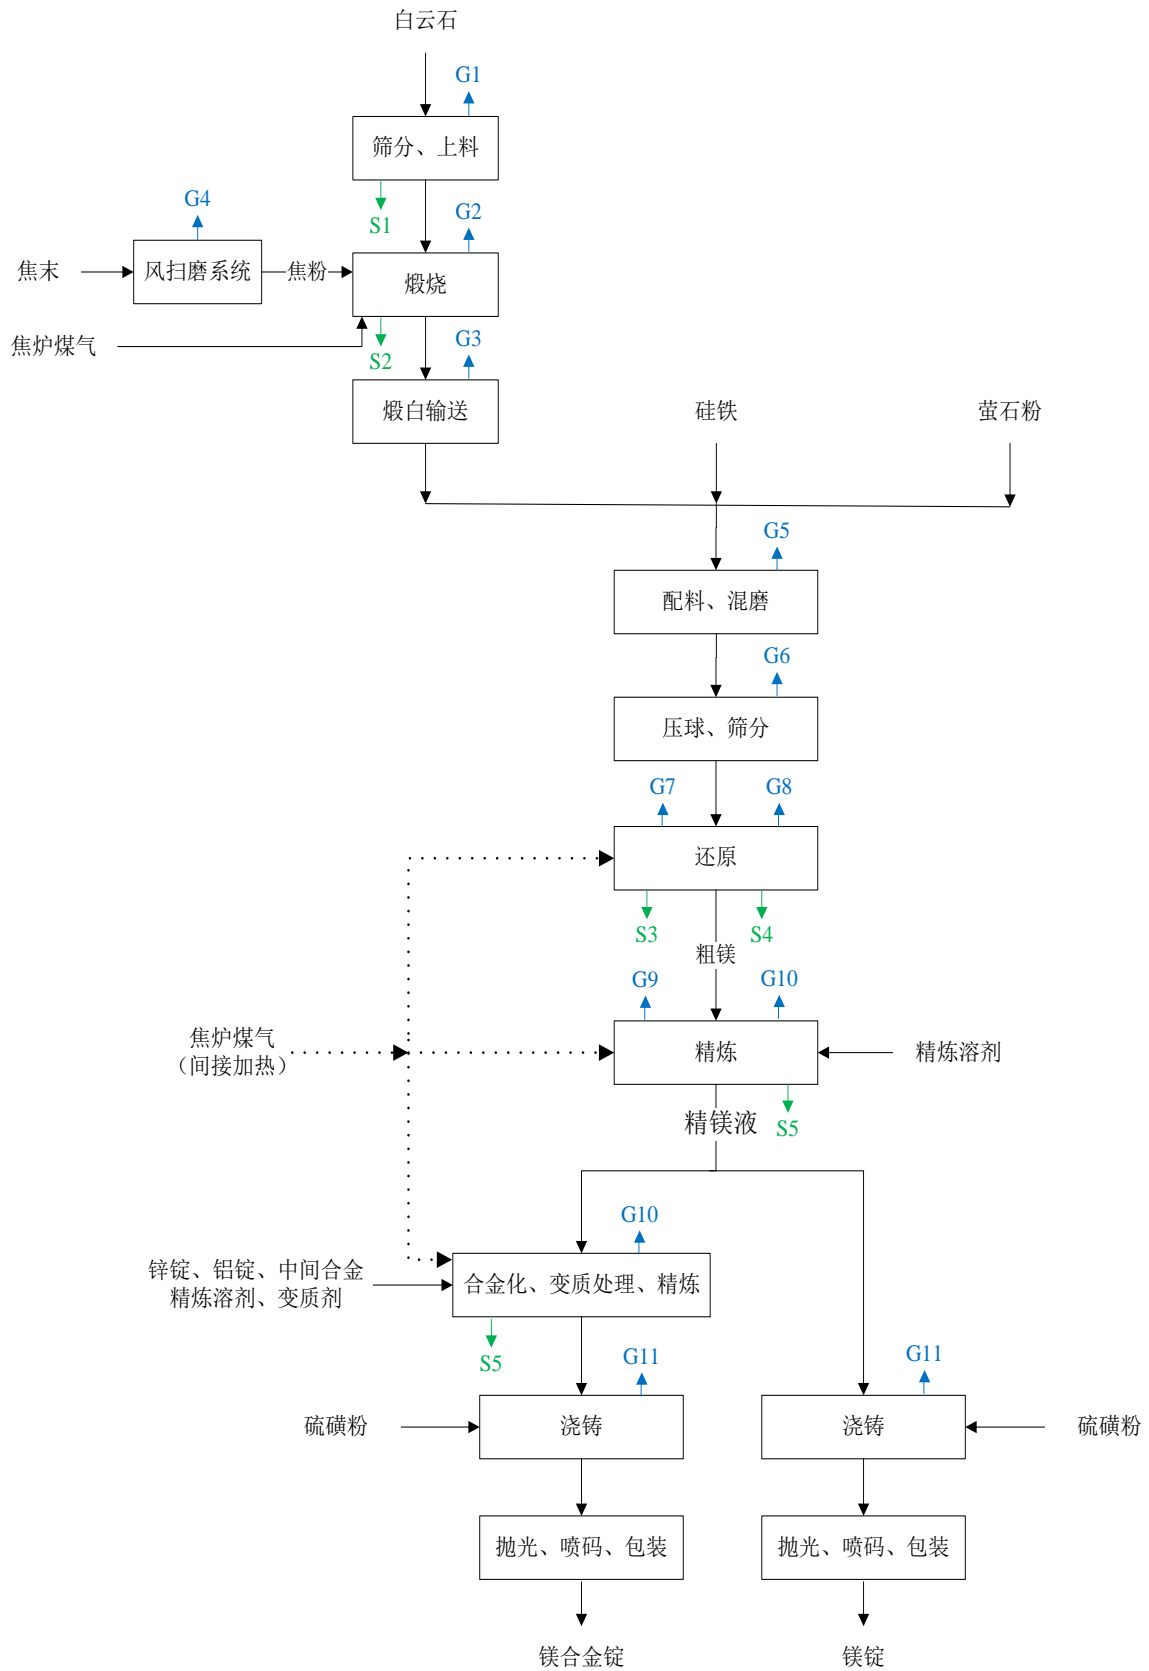 白云石
G1
筛分、上料
G4
S1
G2
焦末
风扫磨系统
焦粉
煅烧
焦炉煤气
S2
G3
煅白输送
硅铁
萤石粉
G5
配料、混磨
G6
压球、筛分
G7
G8
还原
S3
S4
粗镁
G9
G10
焦炉煤气
（间接加热）
精炼
精炼溶剂
精镁液
S5
G10
锌锭、铝锭、中间合金
精炼溶剂、变质剂
合金化、变质处理、精炼
S5
G11
G11
硫磺粉
浇铸
浇铸
硫磺粉
抛光、喷码、包装
抛光、喷码、包装
镁合金锭
镁锭